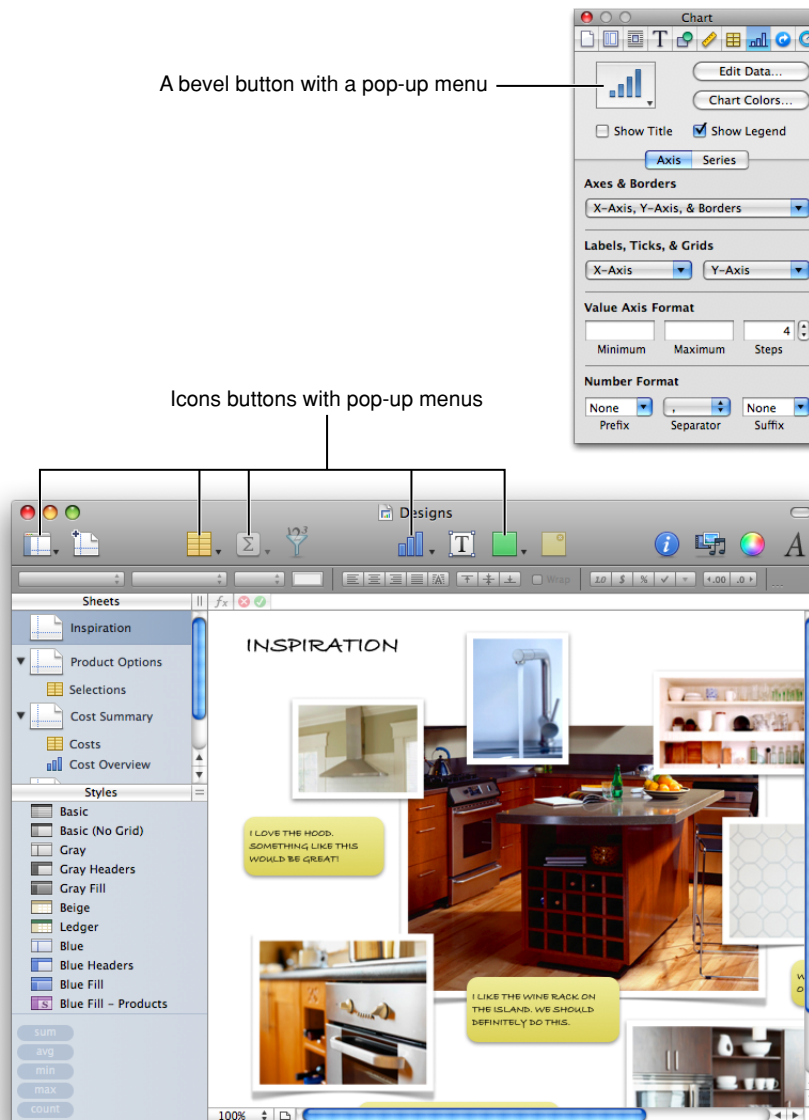 Chart
T
A bevel button with a pop-up menu
Edit Data...
Chart Colors...
Show Title
Show Legend
Axis
Series
Axes & Borders
X-Axis, Y-Axis, & Borders
Labels, Ticks, & Grids
X-Axis
Y-Axis
Value Axis Format
4
Minimum
Maximum
Steps
Number Format
None
,
None
Prefix
Separator
Suffix
Icons buttons with pop-up menus
Designs
Σ
T
i
A
Wrap
1.0
$
%
.00
.0
...
Sheets
fx
Inspiration
Product Options
Selections
Cost Summary
Costs
Cost Overview
Styles
Basic
Basic (No Grid)
Gray
Gray Headers
Gray Fill
Beige
Ledger
Blue
Blue Headers
Blue Fill
S
Blue Fill – Products
sum
avg
min
max
count
INSPIRATION
I LOVE THE HOOD.
SOMETHING LIKE THIS
WOULD BE GREAT!
I LIKE THE WINE RACK ON
THE ISLAND. WE SHOULD
DEFINITELY DO THIS.
W
O
100%